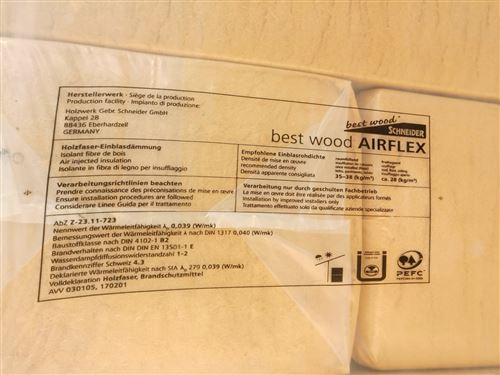 Herstellerwerk · Siège de la production
Production facility · Impianto di produzione:
Holzwerk Gebr. Schneider GmbH
Kappel 28
88436 Eberhardzell
GERMANY
best wood
SCHNEIDER
best wood AIRFLEX
Holzfaser-Einblasdämmung
Isolant fibre de bois
Air injected insulation
Isolante in fibra di legno per insufflaggio
Empfohlene Einblasrohdichte
Densité de mise en œuvre
recommended density
Densità apparente consigliata
raumfüllend
35–38 (kg/m³)
freiliegend
ca. 28 (kg/m³)
Verarbeitungsrichtlinien beachten
Prendre connaissance des préconisations de mise en œuvre
Ensure installation procedures are followed
Considerare Linee Guida per il trattamento
Verarbeitung nur durch geschulten Fachbetrieb
La mise en œuvre doit être realisée par des applicateurs formés
Installation by improved installers only
Trattamento effettuato solo da qualificate aziende specializzate
AbZ Z-23.11-723
Nennwert der Wärmeleitfähigkeit λ 0,039 (W/mk)
Bemessungswert der Wärmeleitfähigkeit λ nach DIN 1317 0,040 (W/mk)
Baustoffklasse nach DIN 4102-1 B2
Brandverhalten nach DIN DIN EN 13501-1 E
Wasserdampfdiffusionswiderstandzahl 1-2
Brandkennziffer Schweiz 4.3
Deklarierte Wärmeleitfähigkeit nach SIA λ 279 0,039 (W/mk)
Volldeklaration Holzfaser, Brandschutzmittel
AVV 030105, 170201
PEFC